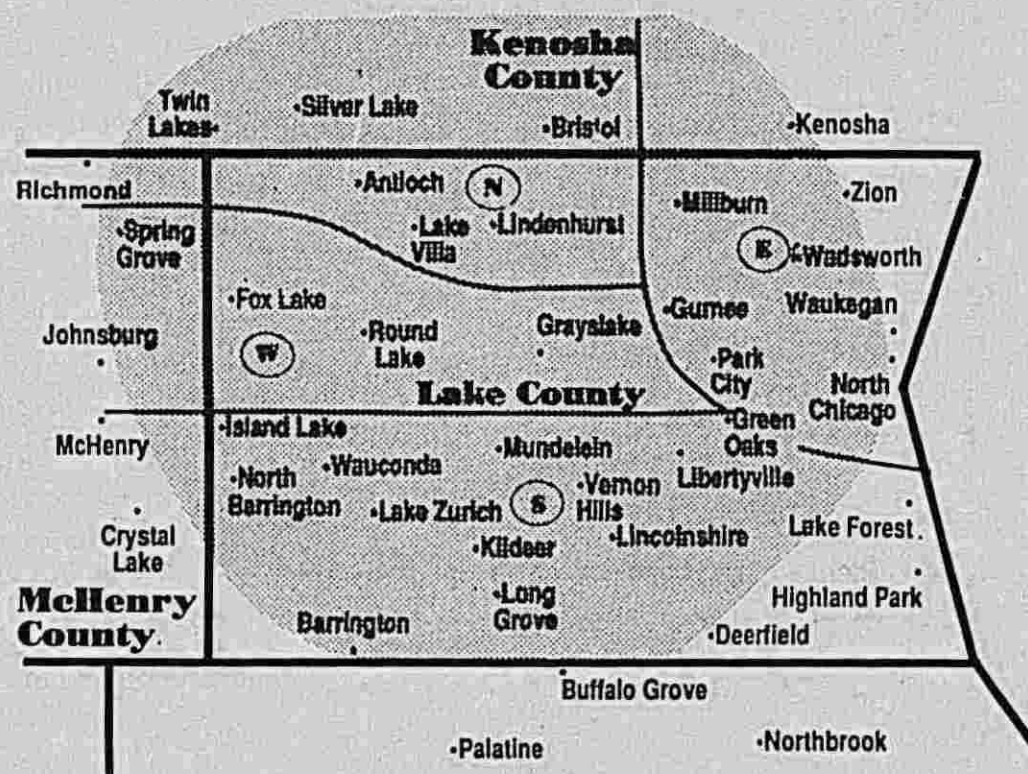 Kenosha
County
Twin
Lakes
Silver Lake
Bristol
Kenosha
Richmond
Antioch
N
Millburn
Zion
Spring
Grove
Lake
Villa
Lindenhurst
E
Wadsworth
Fox Lake
Gurnee
Waukegan
Johnsburg
W
Round
Lake
Grayslake
Park
City
North
Chicago
Lake County
McHenry
Island Lake
Mundelein
Green
Oaks
North
Barrington
Wauconda
Vernon
Hills
Libertyville
Lake Zurich
S
Crystal
Lake
Kildeer
Lincolnshire
Lake Forest
McHenry
County
Long
Grove
Highland Park
Barrington
Deerfield
Buffalo Grove
Palatine
Northbrook